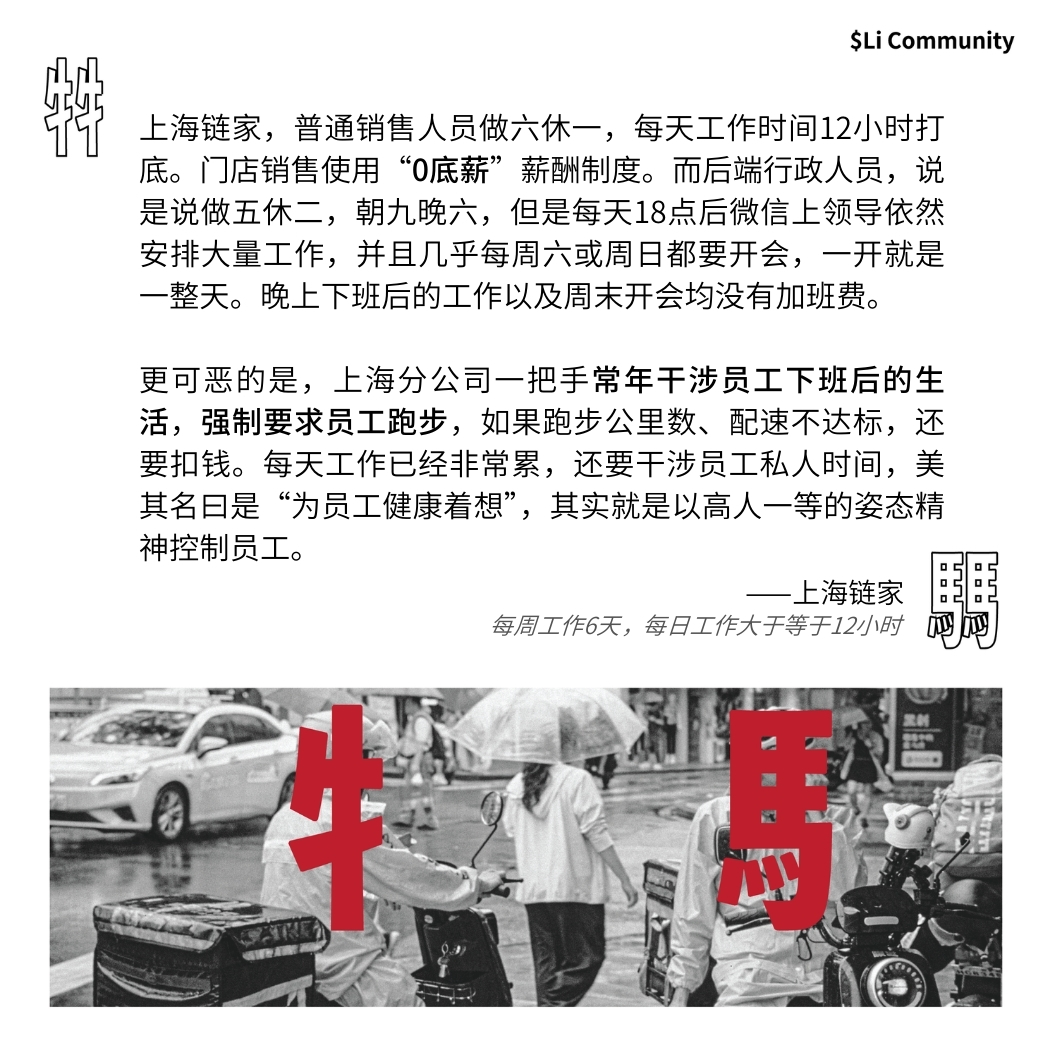 $Li Community
牜牜
上海链家，普通销售人员做六休一，每天工作时间12小时打
底。门店销售使用“0底薪”薪酬制度。而后端行政人员，说
是说做五休二，朝九晚六，但是每天18点后微信上领导依然
安排大量工作，并且几乎每周六或周日都要开会，一开就是
一整天。晚上下班后的工作以及周末开会均没有加班费。
更可恶的是，上海分公司一把手常年干涉员工下班后的生
活，强制要求员工跑步，如果跑步公里数、配速不达标，还
要扣钱。每天工作已经非常累，还要干涉员工私人时间，美
其名曰是“为员工健康着想”，其实就是以高人一等的姿态精
神控制员工。
——上海链家
馬馬
每周工作6天，每日工作大于等于12小时
牜 馬